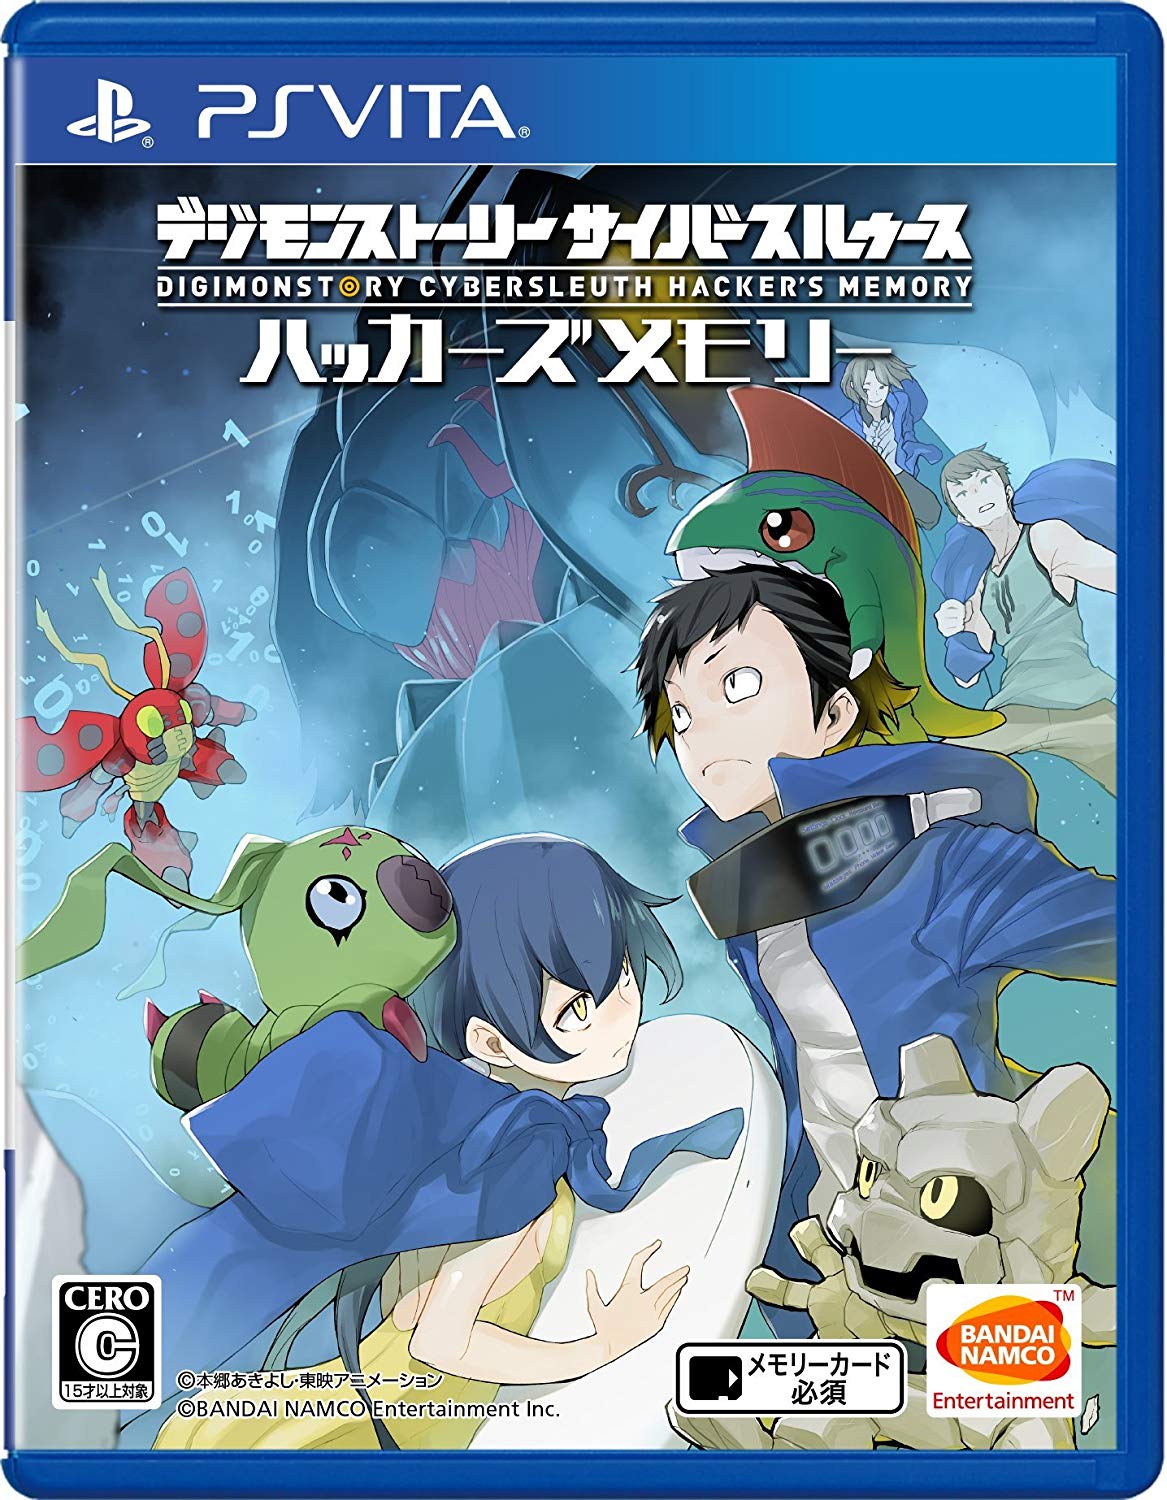 PSVITA®
デジモンストーリー サイバースルゥース
DIGIMONSTORY CYBERSLEUTH HACKER'S MEMORY
ハッカーズメモリー
0000
CERO
C
15才以上対象
©本郷あきよし・東映アニメーション
©BANDAI NAMCO Entertainment Inc.
メモリーカード
必須
BANDAI
NAMCO
Entertainment
TM